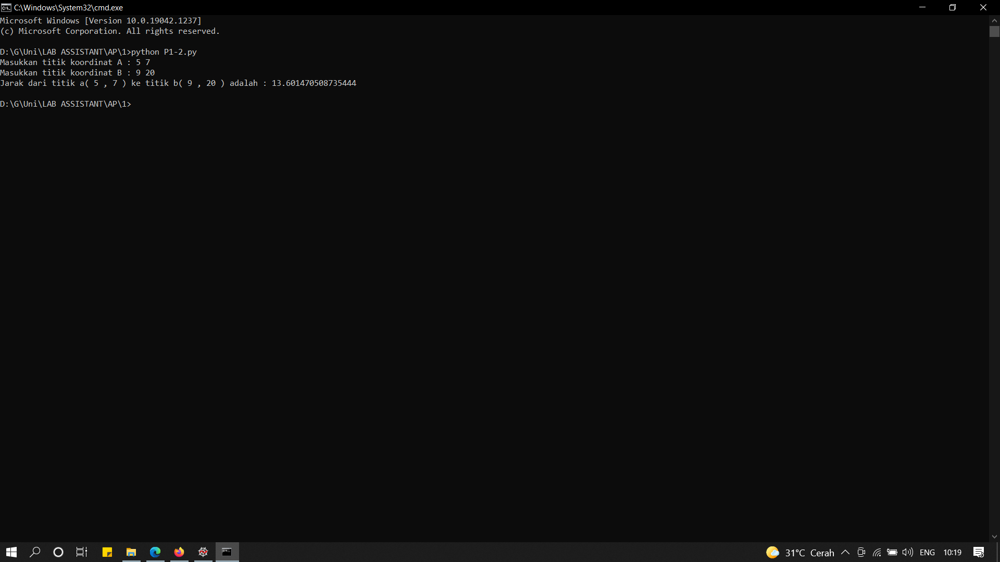 C:\Windows\System32\cmd.exe
Microsoft Windows [Version 10.0.19042.1237]
(c) Microsoft Corporation. All rights reserved.
D:\G\Uni\LAB ASSISTANT\AP\1>python P1-2.py
Masukkan titik koordinat A : 5 7
Masukkan titik koordinat B : 9 20
Jarak dari titik a( 5 , 7 ) ke titik b( 9 , 20 ) adalah : 13.601470508735444
D:\G\Uni\LAB ASSISTANT\AP\1>
31°C Cerah ENG 10:19